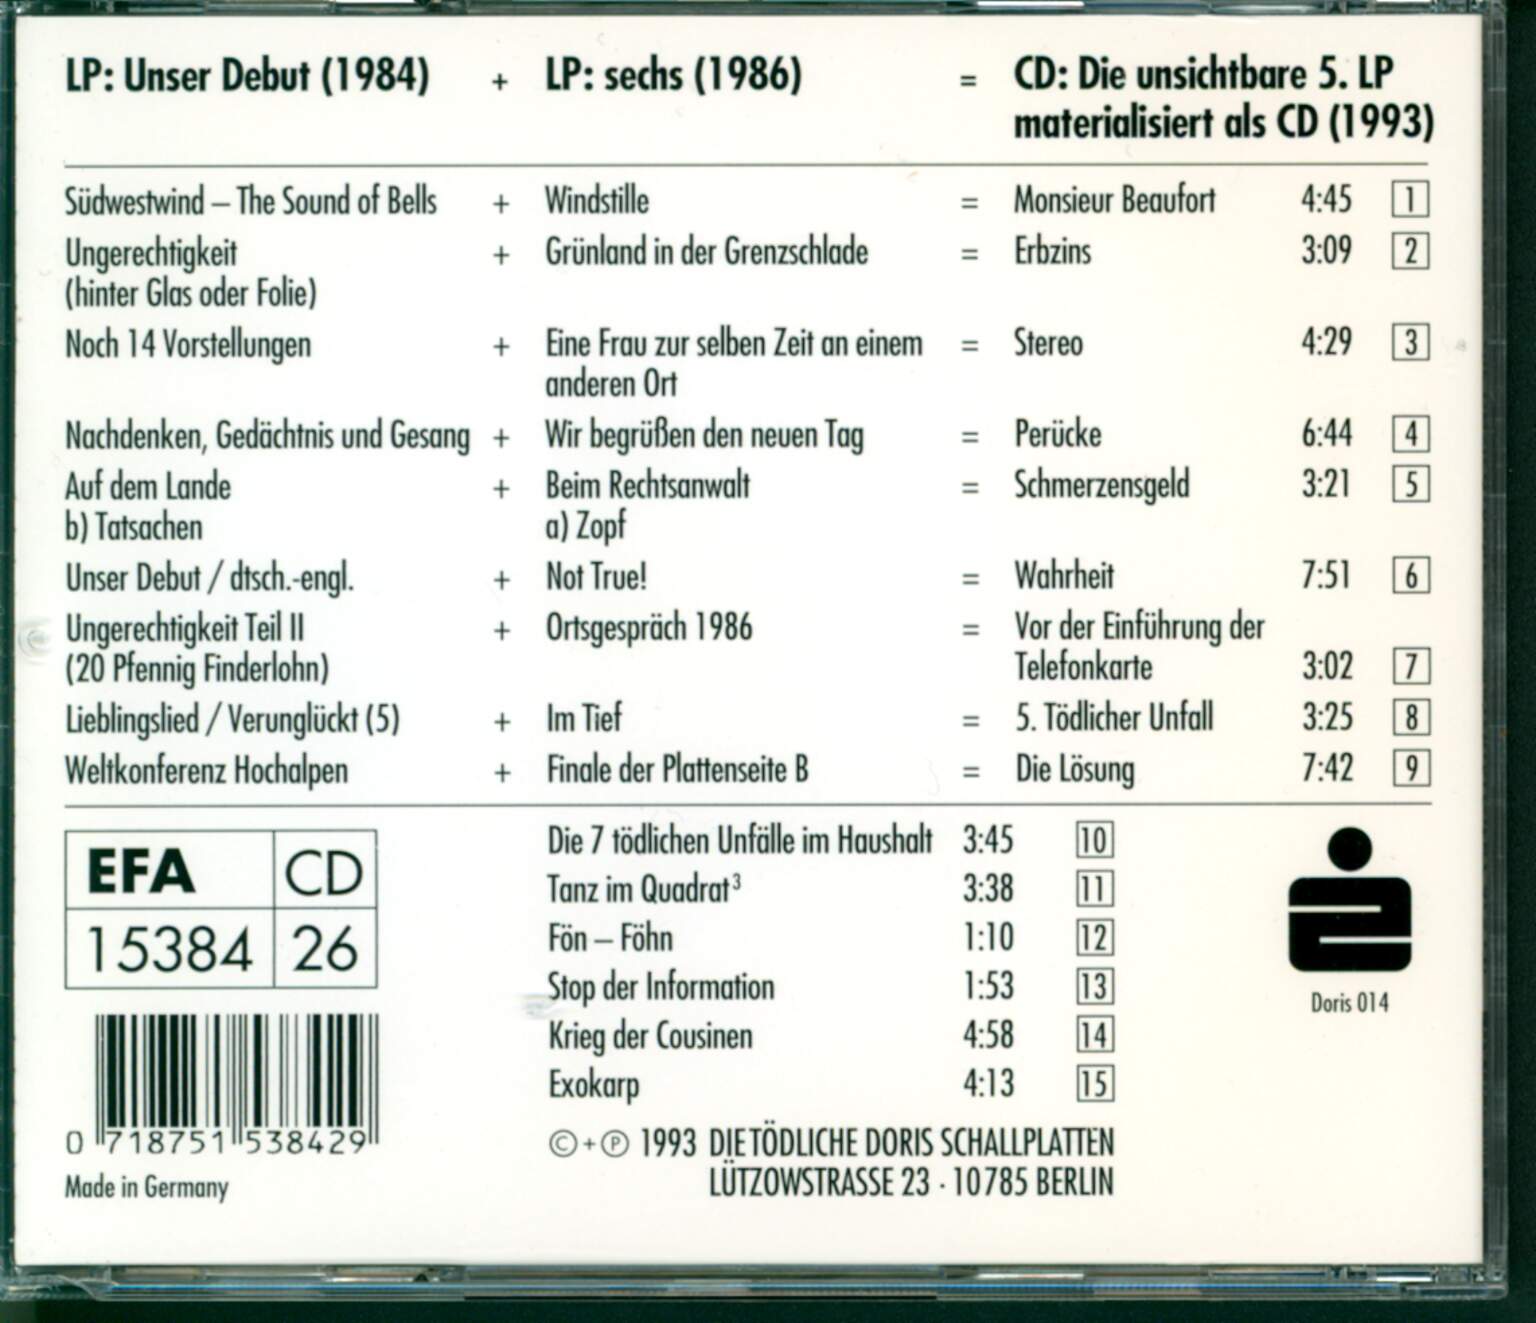 LP: Unser Debut (1984) + LP: sechs (1986) = CD: Die unsichtbare 5. LP
materialisiert als CD (1993)
Südwestwind – The Sound of Bells + Windstille = Monsieur Beaufort 4:45 1
Ungerechtigkeit + Grünland in der Grenzschlade = Erbzins 3:09 2
(hinter Glas oder Folie)
Noch 14 Vorstellungen + Eine Frau zur selben Zeit an einem = Stereo 4:29 3
anderen Ort
Nachdenken, Gedächtnis und Gesang + Wir begrüßen den neuen Tag = Perücke 6:44 4
Auf dem Lande + Beim Rechtsanwalt = Schmerzensgeld 3:21 5
b) Tatsachen a) Zopf
Unser Debut / dtsch.-engl. + Not True! = Wahrheit 7:51 6
Ungerechtigkeit Teil II + Ortsgespräch 1986 = Vor der Einführung der
(20 Pfennig Finderlohn) Telefonkarte 3:02 7
Lieblingslied / Verunglückt (5) + Im Tief = 5. Tödlicher Unfall 3:25 8
Weltkonferenz Hochalpen + Finale der Plattenseite B = Die Lösung 7:42 9
EFA CD
15384 26
0 718751 538429
Made in Germany
Die 7 tödlichen Unfälle im Haushalt 3:45 10
Tanz im Quadrat³ 3:38 11
Fön – Föhn 1:10 12
Stop der Information 1:53 13
Krieg der Cousinen 4:58 14
Exokarp 4:13 15
© + ℗ 1993 DIE TÖDLICHE DORIS SCHALLPLATTEN
LÜTZOWSTRASSE 23 · 10785 BERLIN
Doris 014